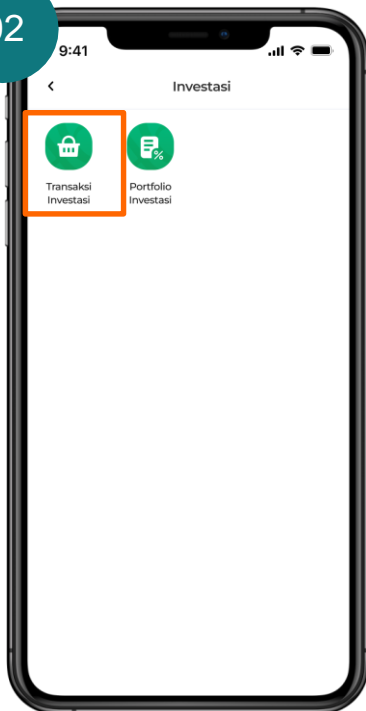 02
9:41
Investasi
Transaksi
Investasi
Portfolio
Investasi